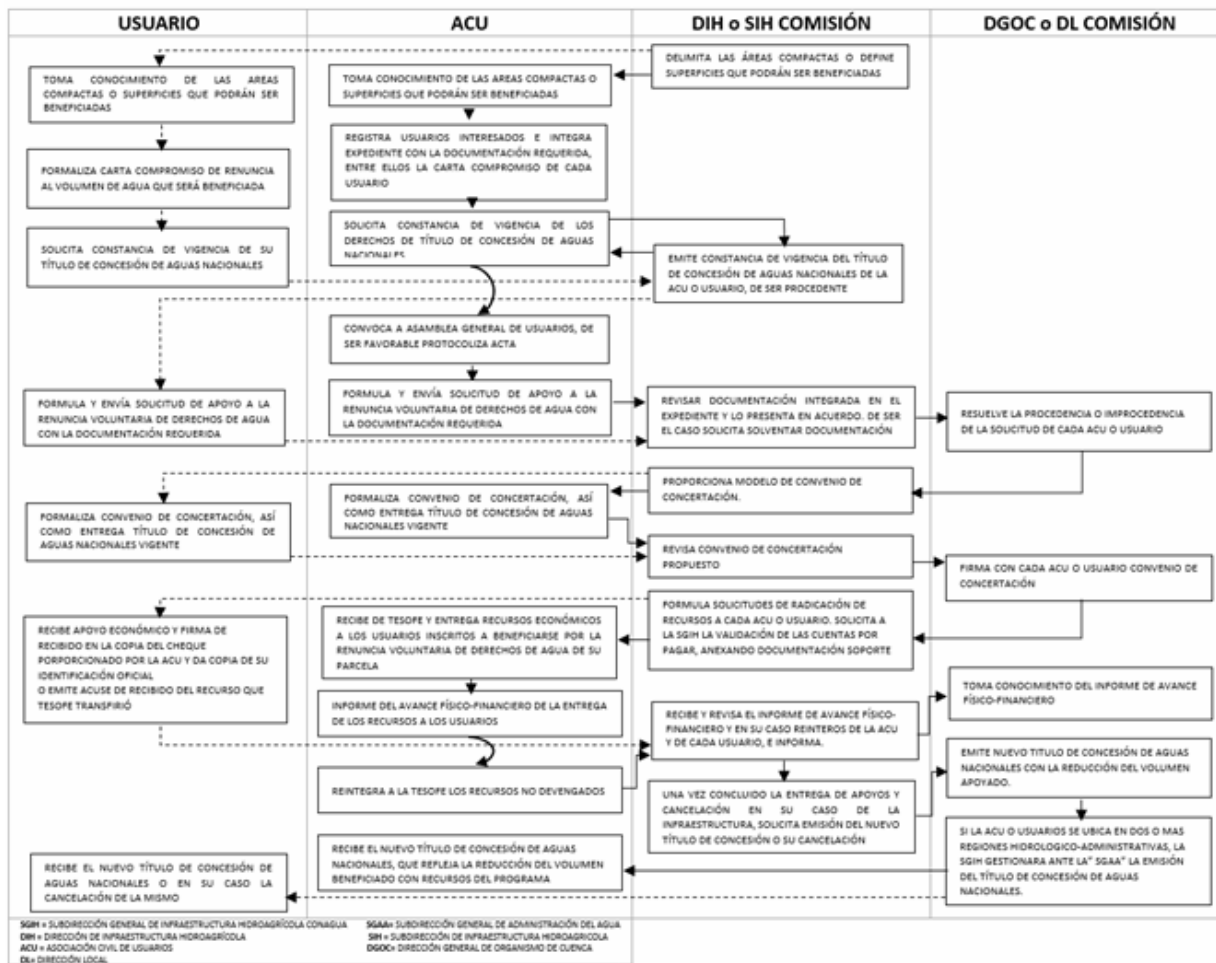 USUARIO
ACU
DIH o SIH COMISIÓN
DGOC o DL COMISIÓN
DELIMITA LAS ÁREAS COMPACTAS O DEFINE
SUPERFICIES QUE PODRÁN SER BENEFICIADAS
TOMA CONOCIMIENTO DE LAS AREAS
COMPACTAS O SUPERFICIES QUE PODRÁN SER
BENEFICIADAS
TOMA CONOCIMIENTO DE LAS AREAS COMPACTAS O
SUPERFICIES QUE PODRÁN SER BENEFICIADAS
REGISTRA USUARIOS INTERESADOS E INTEGRA
EXPEDIENTE CON LA DOCUMENTACIÓN REQUERIDA,
ENTRE ELLOS LA CARTA COMPROMISO DE CADA
USUARIO
FORMALIZA CARTA COMPROMISO DE RENUNCIA
AL VOLUMEN DE AGUA QUE SERÁ BENEFICIADA
SOLICITA CONSTANCIA DE VIGENCIA DE LOS
DERECHOS DE TÍTULO DE CONCESIÓN DE AGUAS
NACIONALES
SOLICITA CONSTANCIA DE VIGENCIA DE SU
TÍTULO DE CONCESIÓN DE AGUAS NACIONALES
EMITE CONSTANCIA DE VIGENCIA DEL TÍTULO
DE CONCESIÓN DE AGUAS NACIONALES DE LA
ACU O USUARIO, DE SER PROCEDENTE
CONVOCA A ASAMBLEA GENERAL DE USUARIOS, DE
SER FAVORABLE PROTOCOLIZA ACTA
FORMULA Y ENVÍA SOLICITUD DE APOYO A LA
RENUNCIA VOLUNTARIA DE DERECHOS DE AGUA
CON LA DOCUMENTACIÓN REQUERIDA
FORMULA Y ENVÍA SOLICITUD DE APOYO A LA
RENUNCIA VOLUNTARIA DE DERECHOS DE AGUA CON
LA DOCUMENTACIÓN REQUERIDA
REVISAR DOCUMENTACIÓN INTEGRADA EN EL
EXPEDIENTE Y LO PRESENTA EN ACUERDO. DE SER
EL CASO SOLICITA SOLVENTAR DOCUMENTACIÓN
RESUELVE LA PROCEDENCIA O IMPROCEDENCIA
DE LA SOLICITUD DE CADA ACU O USUARIO
PROPORCIONA MODELO DE CONVENIO DE
CONCERTACIÓN.
FORMALIZA CONVENIO DE CONCERTACIÓN, ASÍ
COMO ENTREGA TÍTULO DE CONCESIÓN DE AGUAS
NACIONALES VIGENTE
FORMALIZA CONVENIO DE CONCERTACIÓN, ASÍ
COMO ENTREGA TÍTULO DE CONCESIÓN DE
AGUAS NACIONALES VIGENTE
REVISA CONVENIO DE CONCERTACIÓN
PROPUESTO
FIRMA CON CADA ACU O USUARIO CONVENIO DE
CONCERTACIÓN
FORMULA SOLICITUDES DE RADICACIÓN DE
RECURSOS A CADA ACU O USUARIO. SOLICITA A
LA SGIH LA VALIDACIÓN DE LAS CUENTAS POR
PAGAR, ANEXANDO DOCUMENTACIÓN SOPORTE
RECIBE DE TESOFE Y ENTREGA RECURSOS ECONÓMICOS
A LOS USUARIOS INSCRITOS A BENEFICIARSE POR LA
RENUNCIA VOLUNTARIA DE DERECHOS DE AGUA DE SU
PARCELA
RECIBE APOYO ECONÓMICO Y FIRMA DE
RECIBIDO EN LA COPIA DEL CHEQUE
PORPORCIONADO POR LA ACU Y DA COPIA DE SU
IDENTIFICACIÓN OFICIAL
O EMITE ACUSE DE RECIBIDO DEL RECURSO QUE
TESOFE TRANSFIRIÓ
INFORME DEL AVANCE FÍSICO-FINANCIERO DE LA ENTREGA
DE LOS RECURSOS A LOS USUARIOS
RECIBE Y REVISA EL INFORME DE AVANCE FÍSICO-
FINANCIERO Y EN SU CASO REINTEROS DE LA ACU
Y DE CADA USUARIO, E INFORMA.
TOMA CONOCIMIENTO DEL INFORME DE AVANCE
FÍSICO-FINANCIERO
EMITE NUEVO TITULO DE CONCESIÓN DE AGUAS
NACIONALES CON LA REDUCCIÓN DEL VOLUMEN
APOYADO.
REINTEGRA A LA TESOFE LOS RECURSOS NO DEVENGADOS
UNA VEZ CONCLUIDO LA ENTREGA DE APOYOS Y
CANCELACIÓN EN SU CASO DE LA
INFRAESTRUCTURA, SOLICITA EMISIÓN DEL NUEVO
TÍTULO DE CONCESIÓN O SU CANCELACIÓN
SI LA ACU O USUARIOS SE UBICA EN DOS O MAS
REGIONES HIDROLOGICO-ADMINISTRATIVAS, LA
SGIH GESTIONARA ANTE LA" SGAA" LA EMISIÓN
DEL TÍTULO DE CONCESIÓN DE AGUAS
NACIONALES.
RECIBE EL NUEVO TÍTULO DE CONCESIÓN DE AGUAS
NACIONALES, QUE REFLEJA LA REDUCCIÓN DEL VOLUMEN
BENEFICIADO CON RECURSOS DEL PROGRAMA
RECIBE EL NUEVO TÍTULO DE CONCESIÓN DE
AGUAS NACIONALES O EN SU CASO LA
CANCELACIÓN DE LA MISMO
SGIH = SUBDIRECCIÓN GENERAL DE INFRAESTRUCTURA HIDROAGRÍCOLA CONAGUA
SGAA= SUBDIRECCIÓN GENERAL DE ADMINISTRACIÓN DEL AGUA
DIH = DIRECCIÓN DE INFRAESTRUCTURA HIDROAGRÍCOLA
SIH = SUBDIRECCIÓN DE INFRAESTRUCTURA HIDROAGRICOLA
ACU = ASOCIACIÓN CIVIL DE USUARIOS
DGOC= DIRECCIÓN GENERAL DE ORGANISMO DE CUENCA
DL= DIRECCIÓN LOCAL